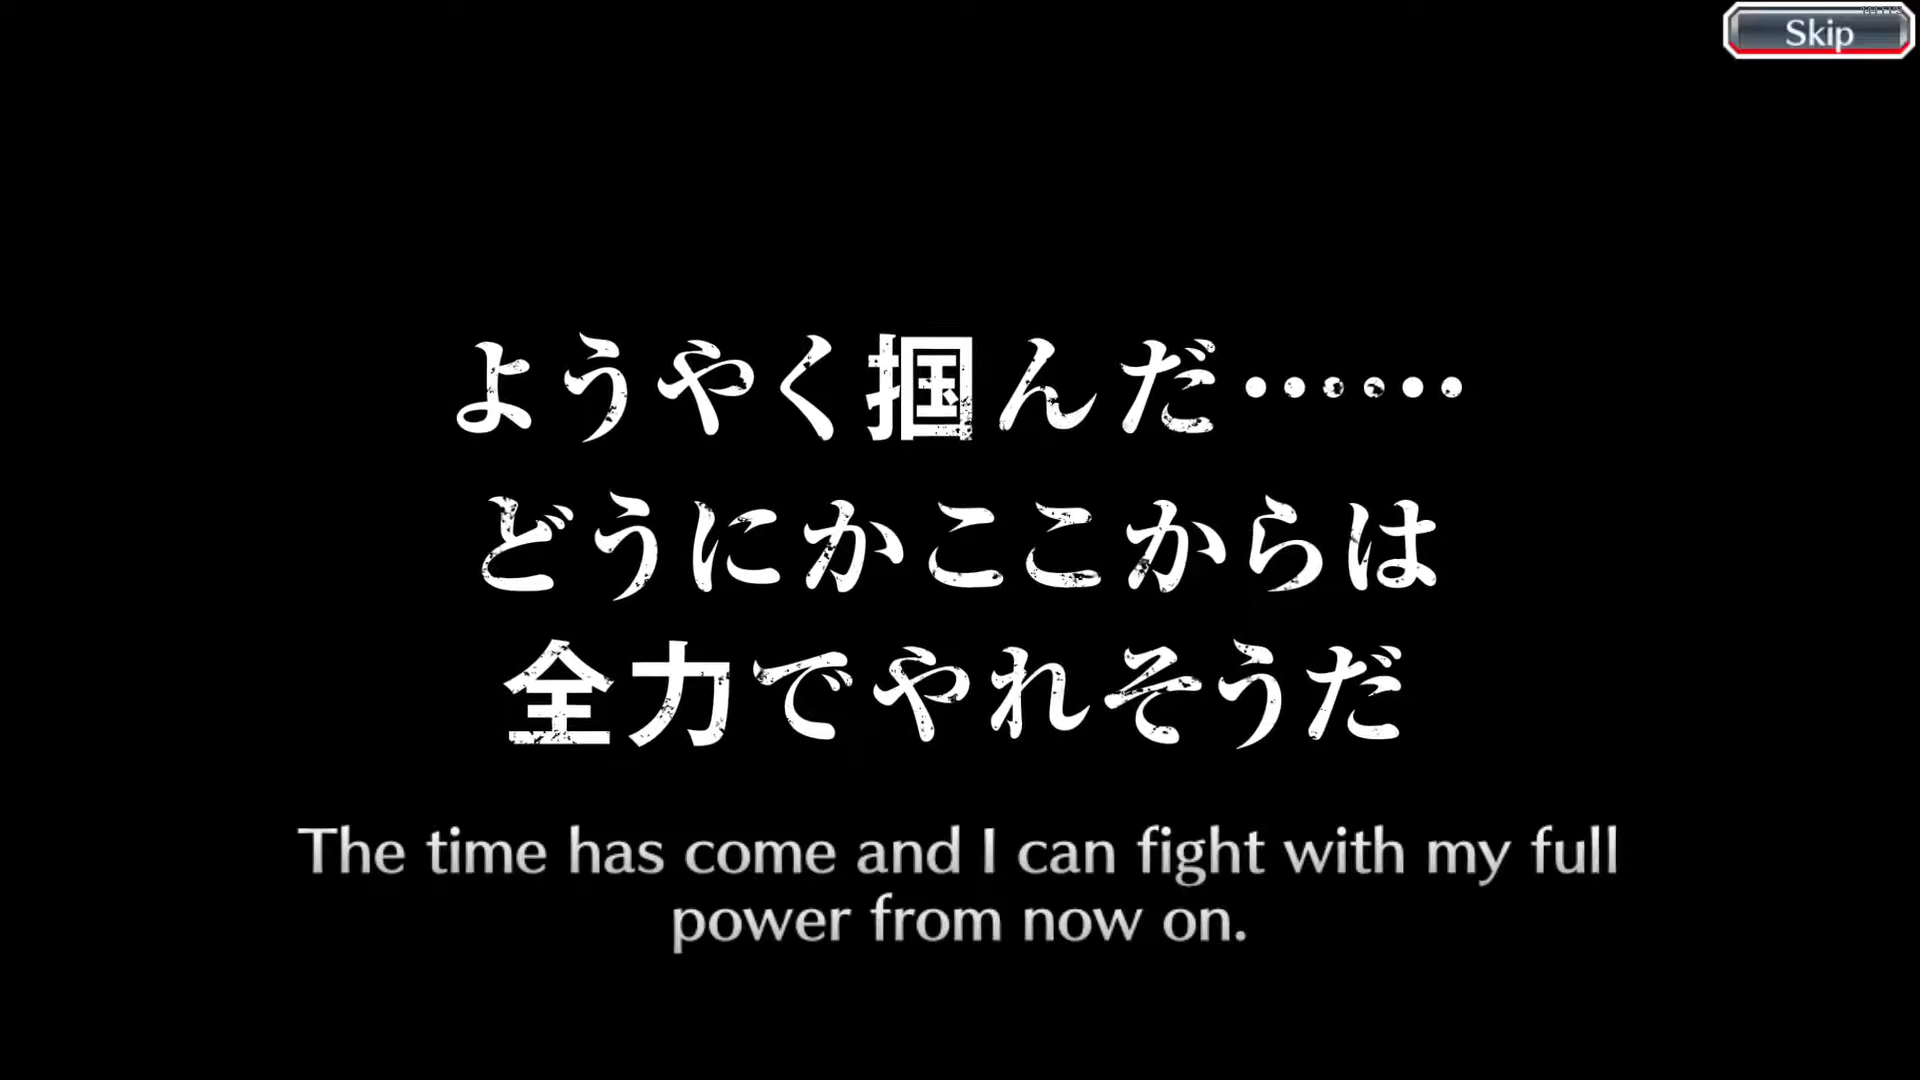 Skip
ようやく掴んだ……
どうにかここからは
全力でやれそうだ
The time has come and I can fight with my full
power from now on.